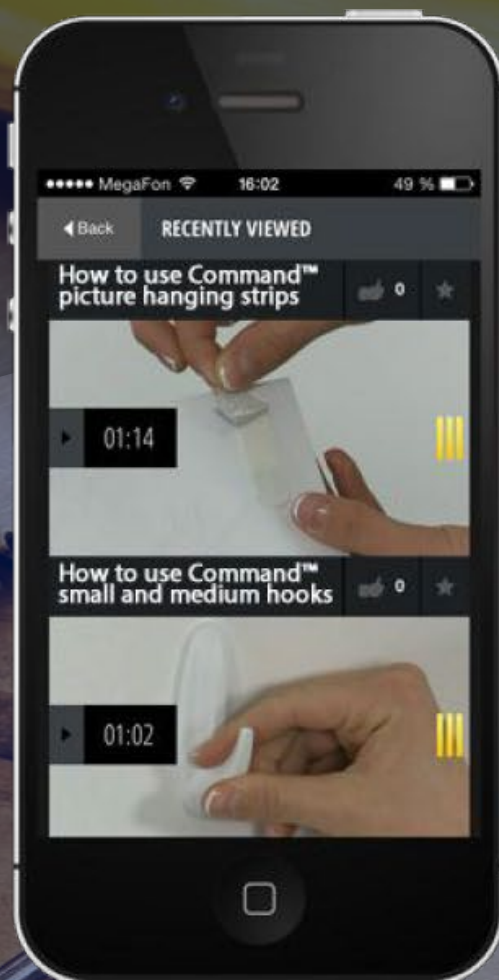 MegaFon 16:02 49 %
Back RECENTLY VIEWED
How to use Command™
picture hanging strips
0
01:14
How to use Command™
small and medium hooks
0
01:02